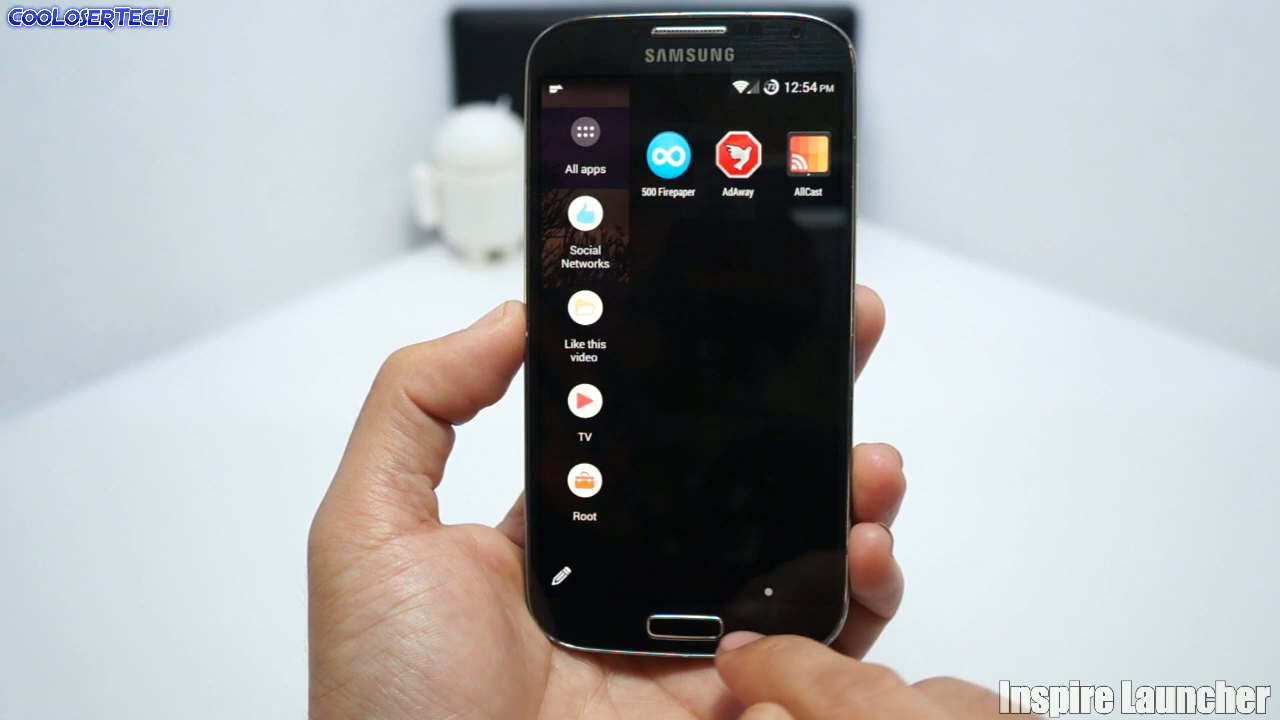 CooLoserTech
SAMSUNG
72 12:54 PM
All apps
500 Firepaper
AdAway
AllCast
Social
Networks
Like this
video
TV
Root
Inspire Launcher